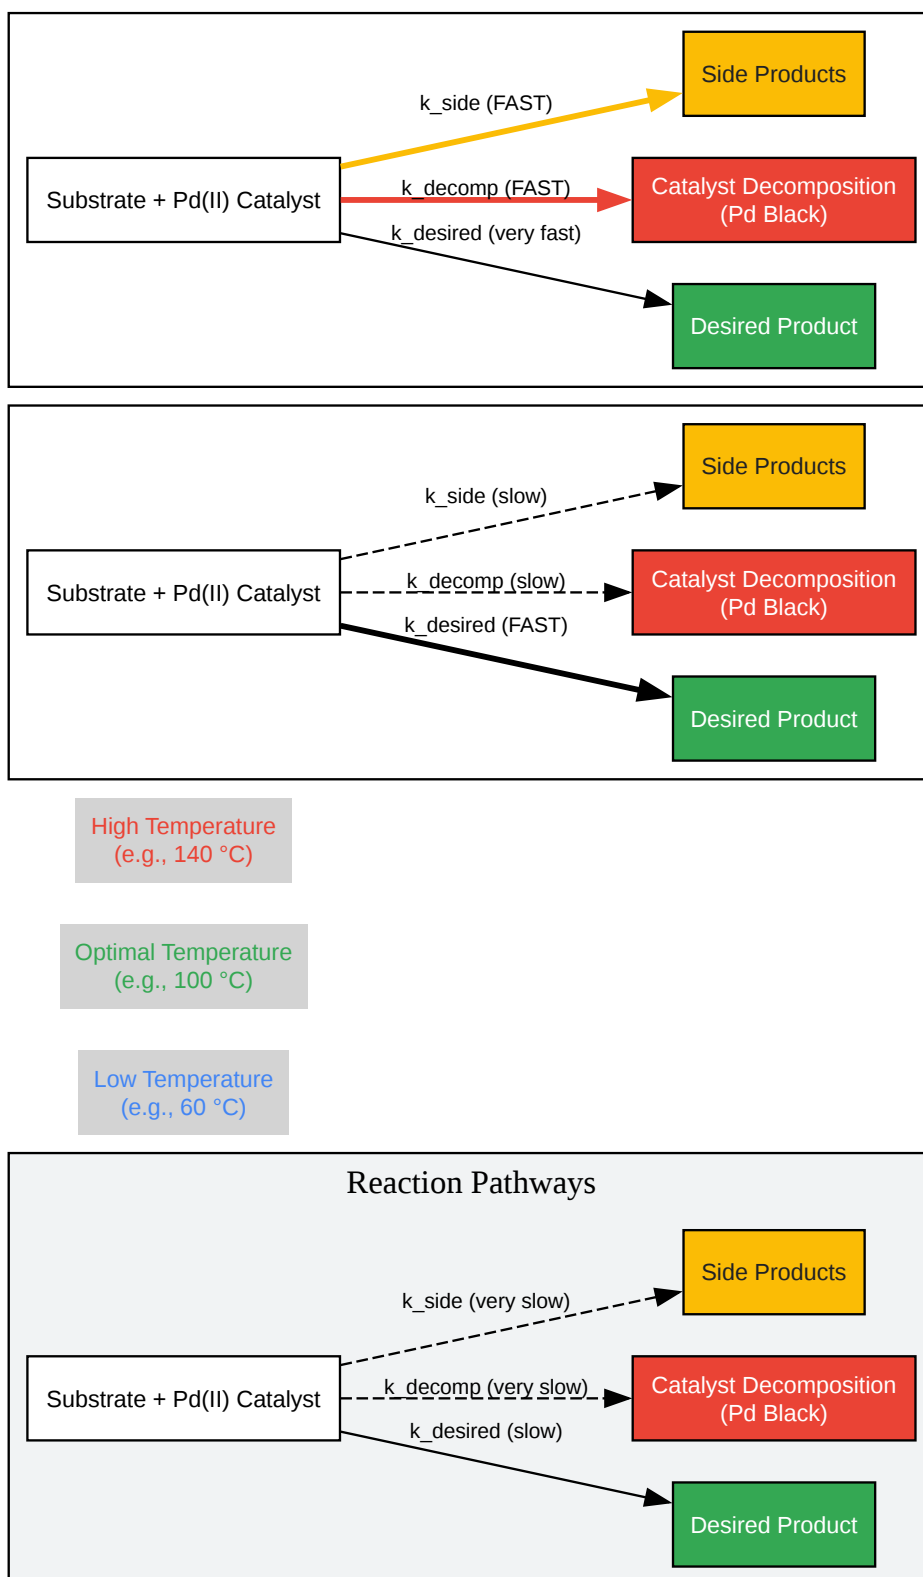 Side Products
k_side (FAST)
Substrate + Pd(II) Catalyst
k_decomp (FAST)
Catalyst Decomposition
(Pd Black)
k_desired (very fast)
Desired Product
Side Products
k_side (slow)
Substrate + Pd(II) Catalyst
k_decomp (slow)
Catalyst Decomposition
(Pd Black)
k_desired (FAST)
Desired Product
High Temperature
(e.g., 140 °C)
Optimal Temperature
(e.g., 100 °C)
Low Temperature
(e.g., 60 °C)
Reaction Pathways
Side Products
k_side (very slow)
Substrate + Pd(II) Catalyst
k_decomp (very slow)
Catalyst Decomposition
(Pd Black)
k_desired (slow)
Desired Product